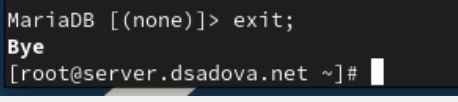 MariaDB [(none)]> exit;
Bye
[root@server.dsadova.net ~]#